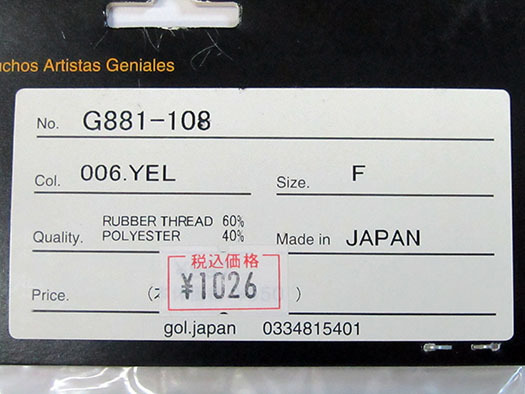 Artistas Geniales
No. G881-108
Col. 006.YEL Size. F
Quality. RUBBER THREAD 60%
POLYESTER 40% Made in JAPAN
税込価格
Price. ¥1026
gol.japan 0334815401